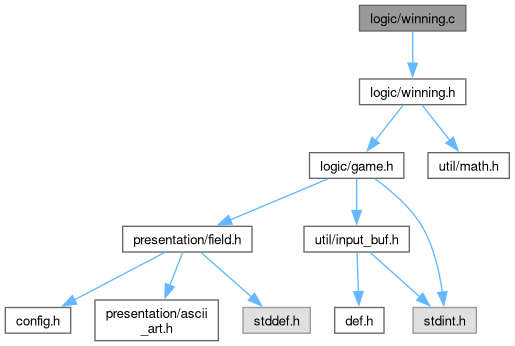 logic/winning.c
logic/winning.h
logic/game.h
util/math.h
presentation/field.h
util/input_buf.h
config.h
presentation/ascii
_art.h
stddef.h
def.h
stdint.h